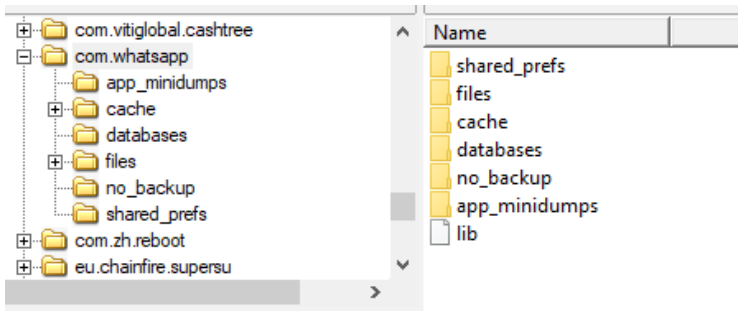 com.vitiglobal.cashtree
com.whatsapp
app_minidumps
cache
databases
files
no_backup
shared_prefs
com.zh.reboot
eu.chainfire.supersu
Name
shared_prefs
files
cache
databases
no_backup
app_minidumps
lib